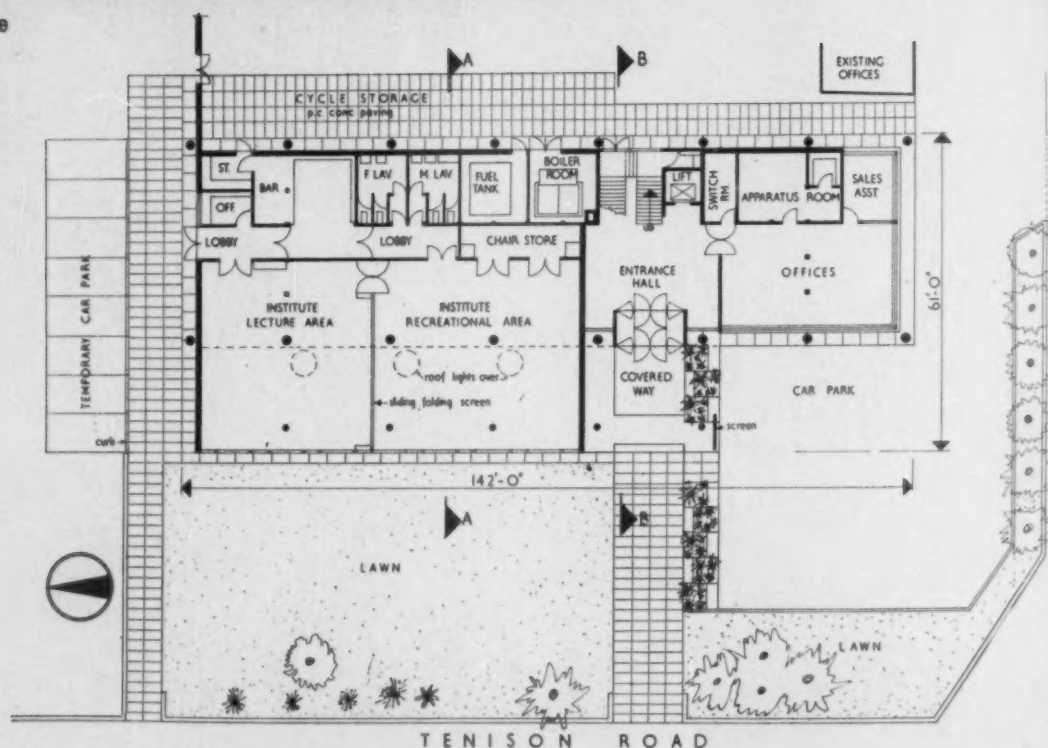 e
A
B
EXISTING
OFFICES
CYCLE STORAGE
p.c conc paving
ST.
BAR
F. LAV
M. LAV
FUEL
TANK
BOILER
ROOM
LIFT
SWITCH
RM
APPARATUS
ROOM
SALES
ASST
OFF
up
LOBBY
LOBBY
CHAIR STORE
ENTRANCE
HALL
OFFICES
TEMPORARY CAR PARK
INSTITUTE
LECTURE AREA
INSTITUTE
RECREATIONAL AREA
61'-0"
roof lights over
COVERED
WAY
CAR PARK
sliding folding screen
screen
curb
142'-0"
A
B
LAWN
LAWN
TENISON ROAD